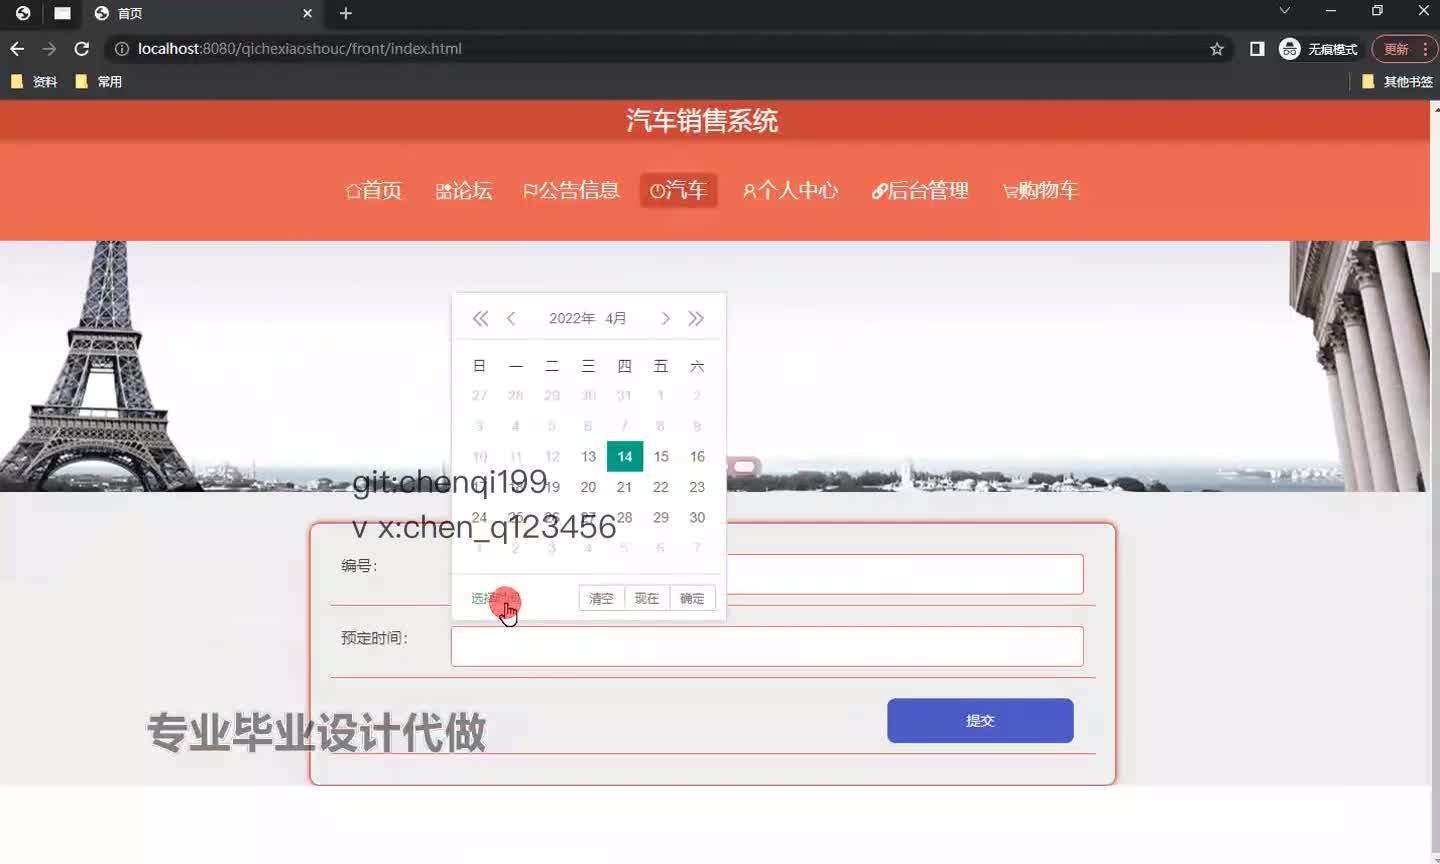 首页
localhost:8080/qichexiaoshouc/front/index.html
无痕模式
更新
资料
常用
其他书签
汽车销售系统
首页 论坛 公告信息 汽车 个人中心 后台管理 购物车
2022年 4月
日 一 二 三 四 五 六
27 28 29 30 31 1 2
3 4 5 6 7 8 9
10 11 12 13 14 15 16
git:chenqi199
19 20 21 22 23
v x:chen_q123456
24 25 26 27 28 29 30
1 2 3 4 5 6 7
编号：
选择
清空 现在 确定
预定时间：
提交
专业毕业设计代做